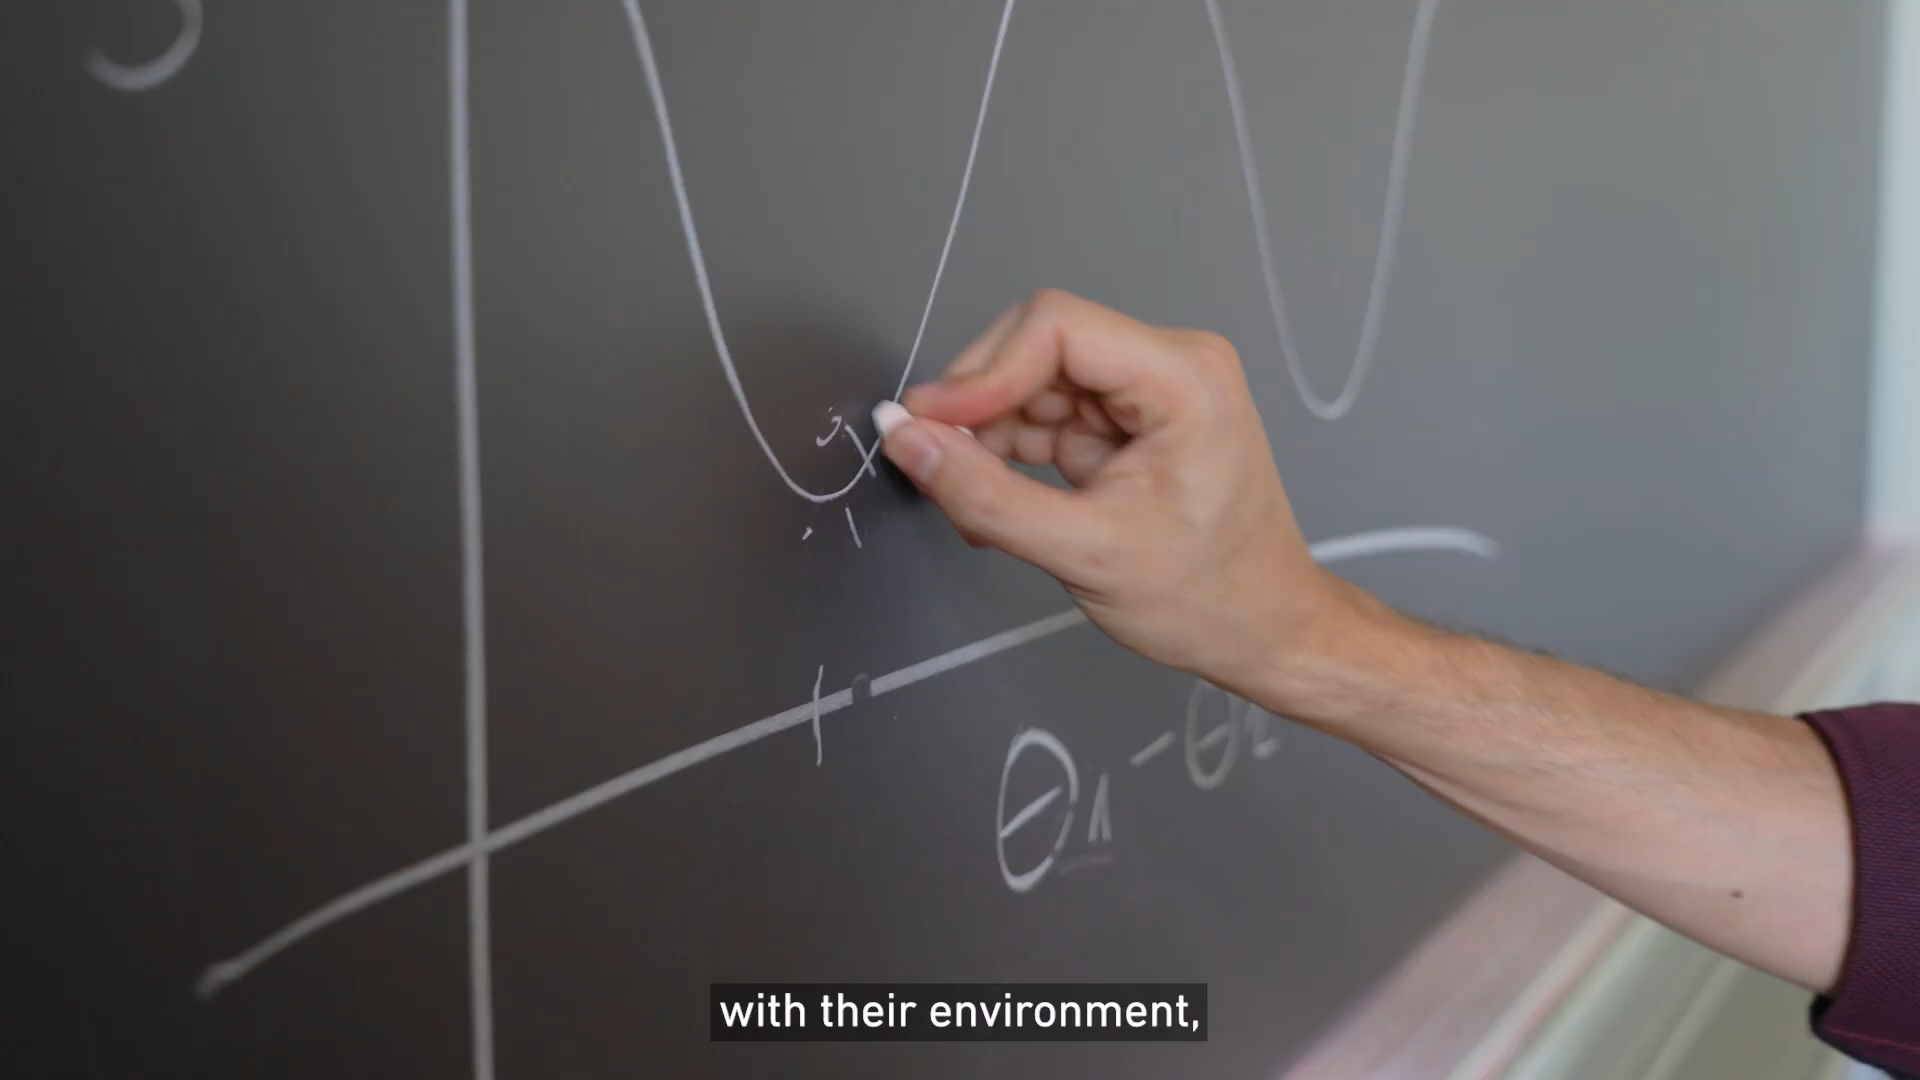 θ1 - θ2
with their environment,